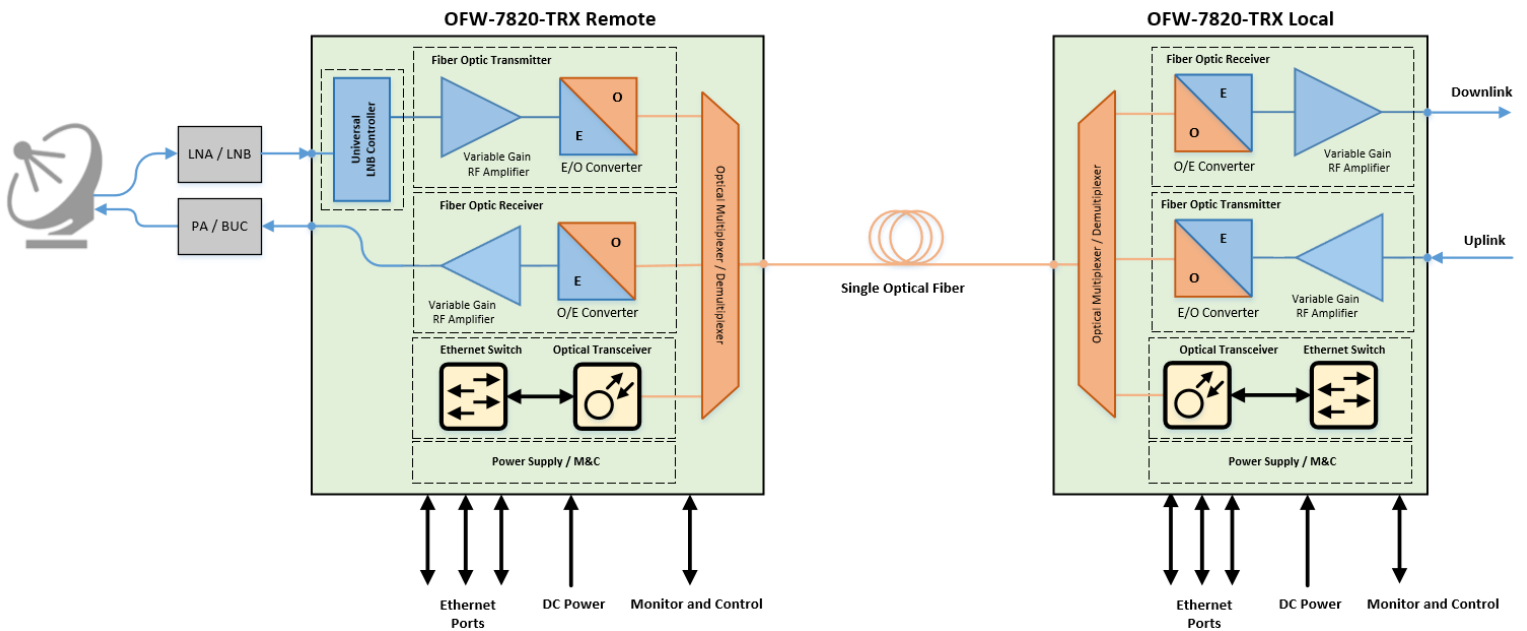 OFW-7820-TRX Remote
OFW-7820-TRX Local
Fiber Optic Transmitter
Universal
LNB Controller
LNA / LNB
O
E
Variable Gain
RF Amplifier
E/O Converter
Fiber Optic Receiver
PA / BUC
O
E
Variable Gain
RF Amplifier
O/E Converter
Optical Multiplexer / Demultiplexer
Ethernet Switch
Optical Transceiver
Power Supply / M&C
Ethernet
Ports
DC Power
Monitor and Control
Single Optical Fiber
Optical Multiplexer / Demultiplexer
Fiber Optic Receiver
E
O
O/E Converter
Variable Gain
RF Amplifier
Downlink
Fiber Optic Transmitter
E
O
E/O Converter
Variable Gain
RF Amplifier
Uplink
Optical Transceiver
Ethernet Switch
Power Supply / M&C
Ethernet
Ports
DC Power
Monitor and Control